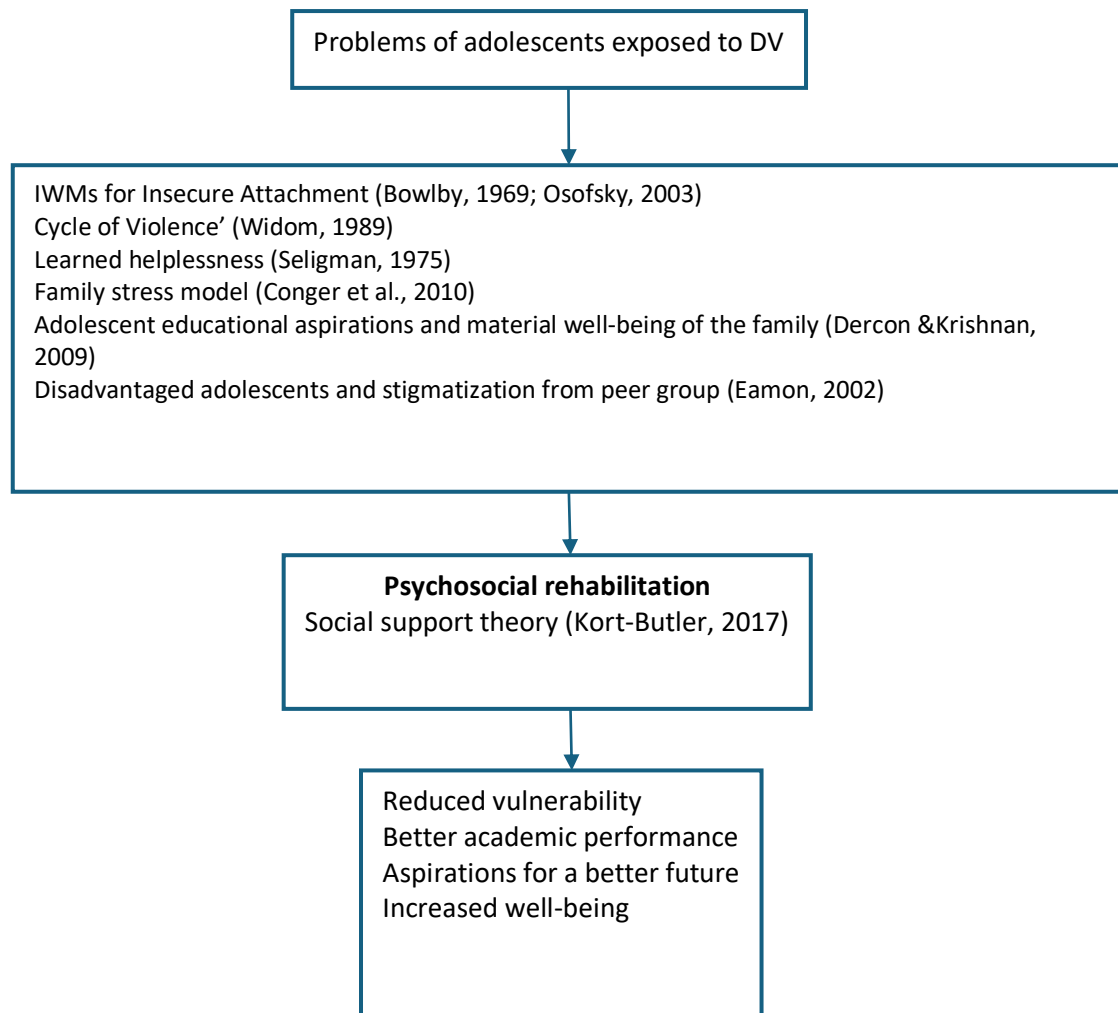 Problems of adolescents exposed to DV
IWMs for Insecure Attachment (Bowlby, 1969; Osofsky, 2003)
Cycle of Violence’ (Widom, 1989)
Learned helplessness (Seligman, 1975)
Family stress model (Conger et al., 2010)
Adolescent educational aspirations and material well-being of the family (Dercon &Krishnan,
2009)
Disadvantaged adolescents and stigmatization from peer group (Eamon, 2002)
Psychosocial rehabilitation
Social support theory (Kort-Butler, 2017)
Reduced vulnerability
Better academic performance
Aspirations for a better future
Increased well-being